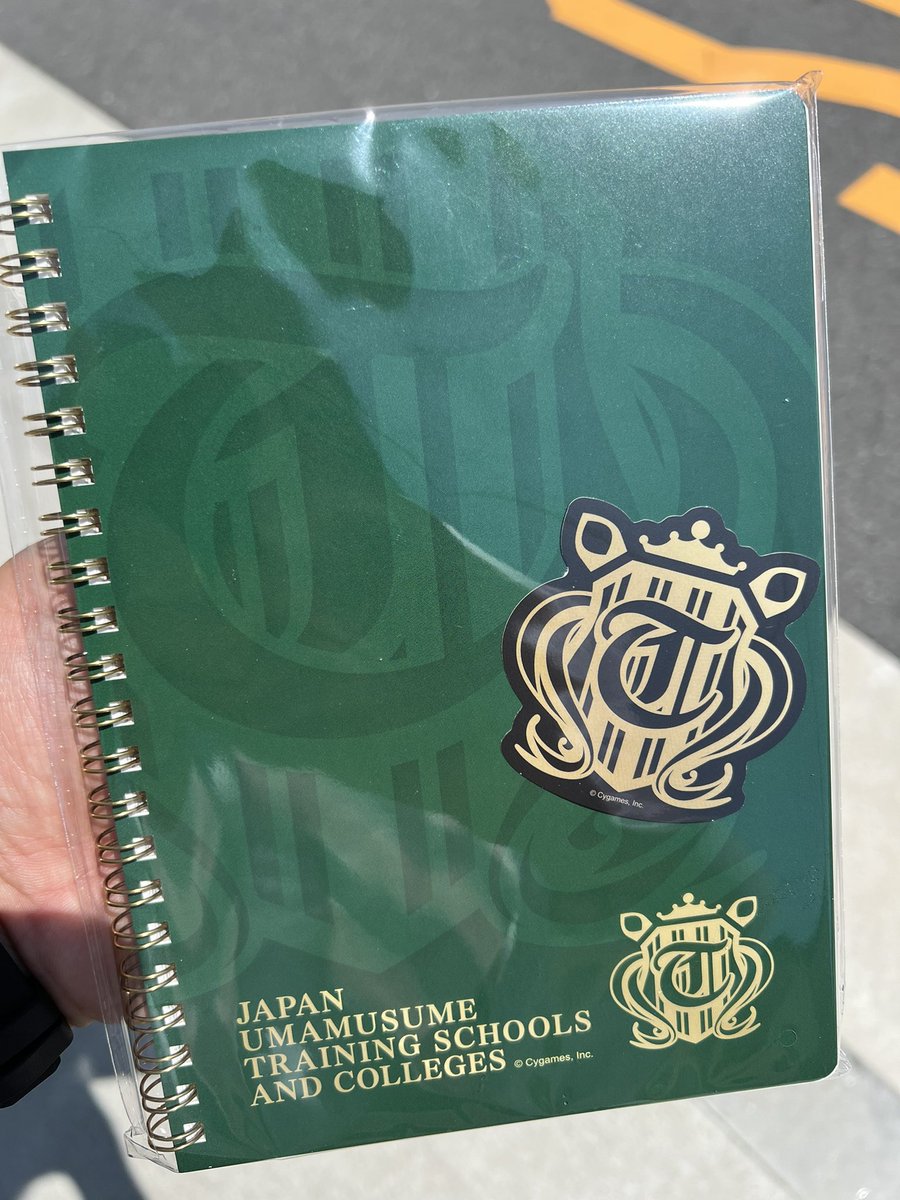 T
© Cygames, Inc.
T
JAPAN
UMAMUSUME
TRAINING SCHOOLS
AND COLLEGES © Cygames, Inc.